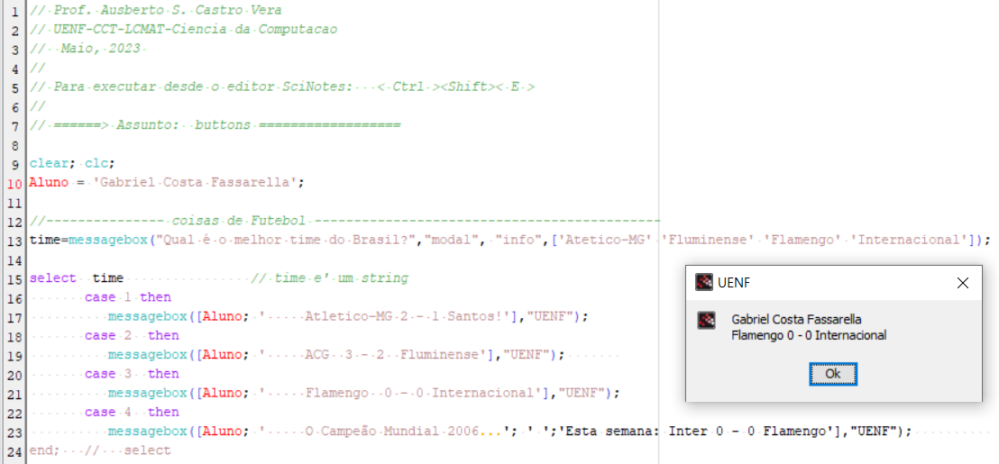 1 // Prof. Ausberto S. Castro Vera
2 // UENF-CCT-LCMAT-Ciencia da Computacao
3 //  Maio, 2023
4 //
5 // Para executar desde o editor SciNotes:   < Ctrl ><Shift>< E >
6 //
7 // ======> Assunto:  buttons ==================
8
9 clear; clc;
10 Aluno = 'Gabriel Costa Fassarella';
11
12 //--------------- coisas de Futebol --------------------------------------------
13 time=messagebox("Qual é o melhor time do Brasil?","modal", "info",['Atetico-MG' 'Fluminense' 'Flamengo' 'Internacional']);
14
15 select  time                // time e' um string
16        case 1 then
17           messagebox([Aluno; '     Atletico-MG 2 - 1 Santos!'],"UENF");
18        case 2  then
19           messagebox([Aluno; '     ACG  3 - 2  Fluminense'],"UENF");
20        case 3  then
21           messagebox([Aluno; '     Flamengo  0 - 0 Internacional'],"UENF");
22        case 4  then
23           messagebox([Aluno; '     O Campeão Mundial 2006...'; ' ';'Esta semana: Inter 0 - 0 Flamengo'],"UENF");
24 end;   //   select
UENF
Gabriel Costa Fassarella
Flamengo 0 - 0 Internacional
Ok